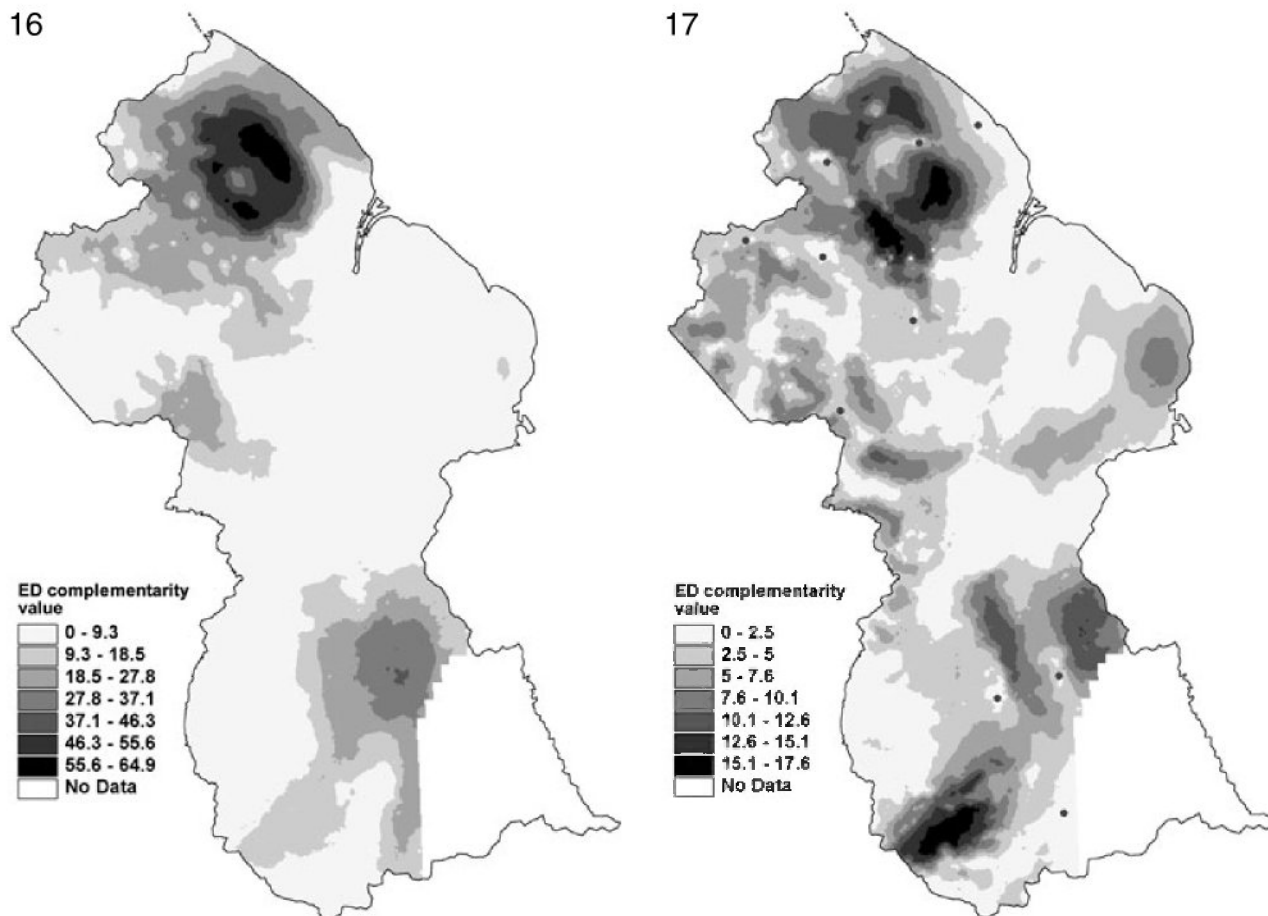 16
ED complementarity
value
0 - 9.3
9.3 - 18.5
18.5 - 27.8
27.8 - 37.1
37.1 - 46.3
46.3 - 55.6
55.6 - 64.9
No Data
17
ED complementarity
value
0 - 2.5
2.5 - 5
5 - 7.6
7.6 - 10.1
10.1 - 12.6
12.6 - 15.1
15.1 - 17.6
No Data